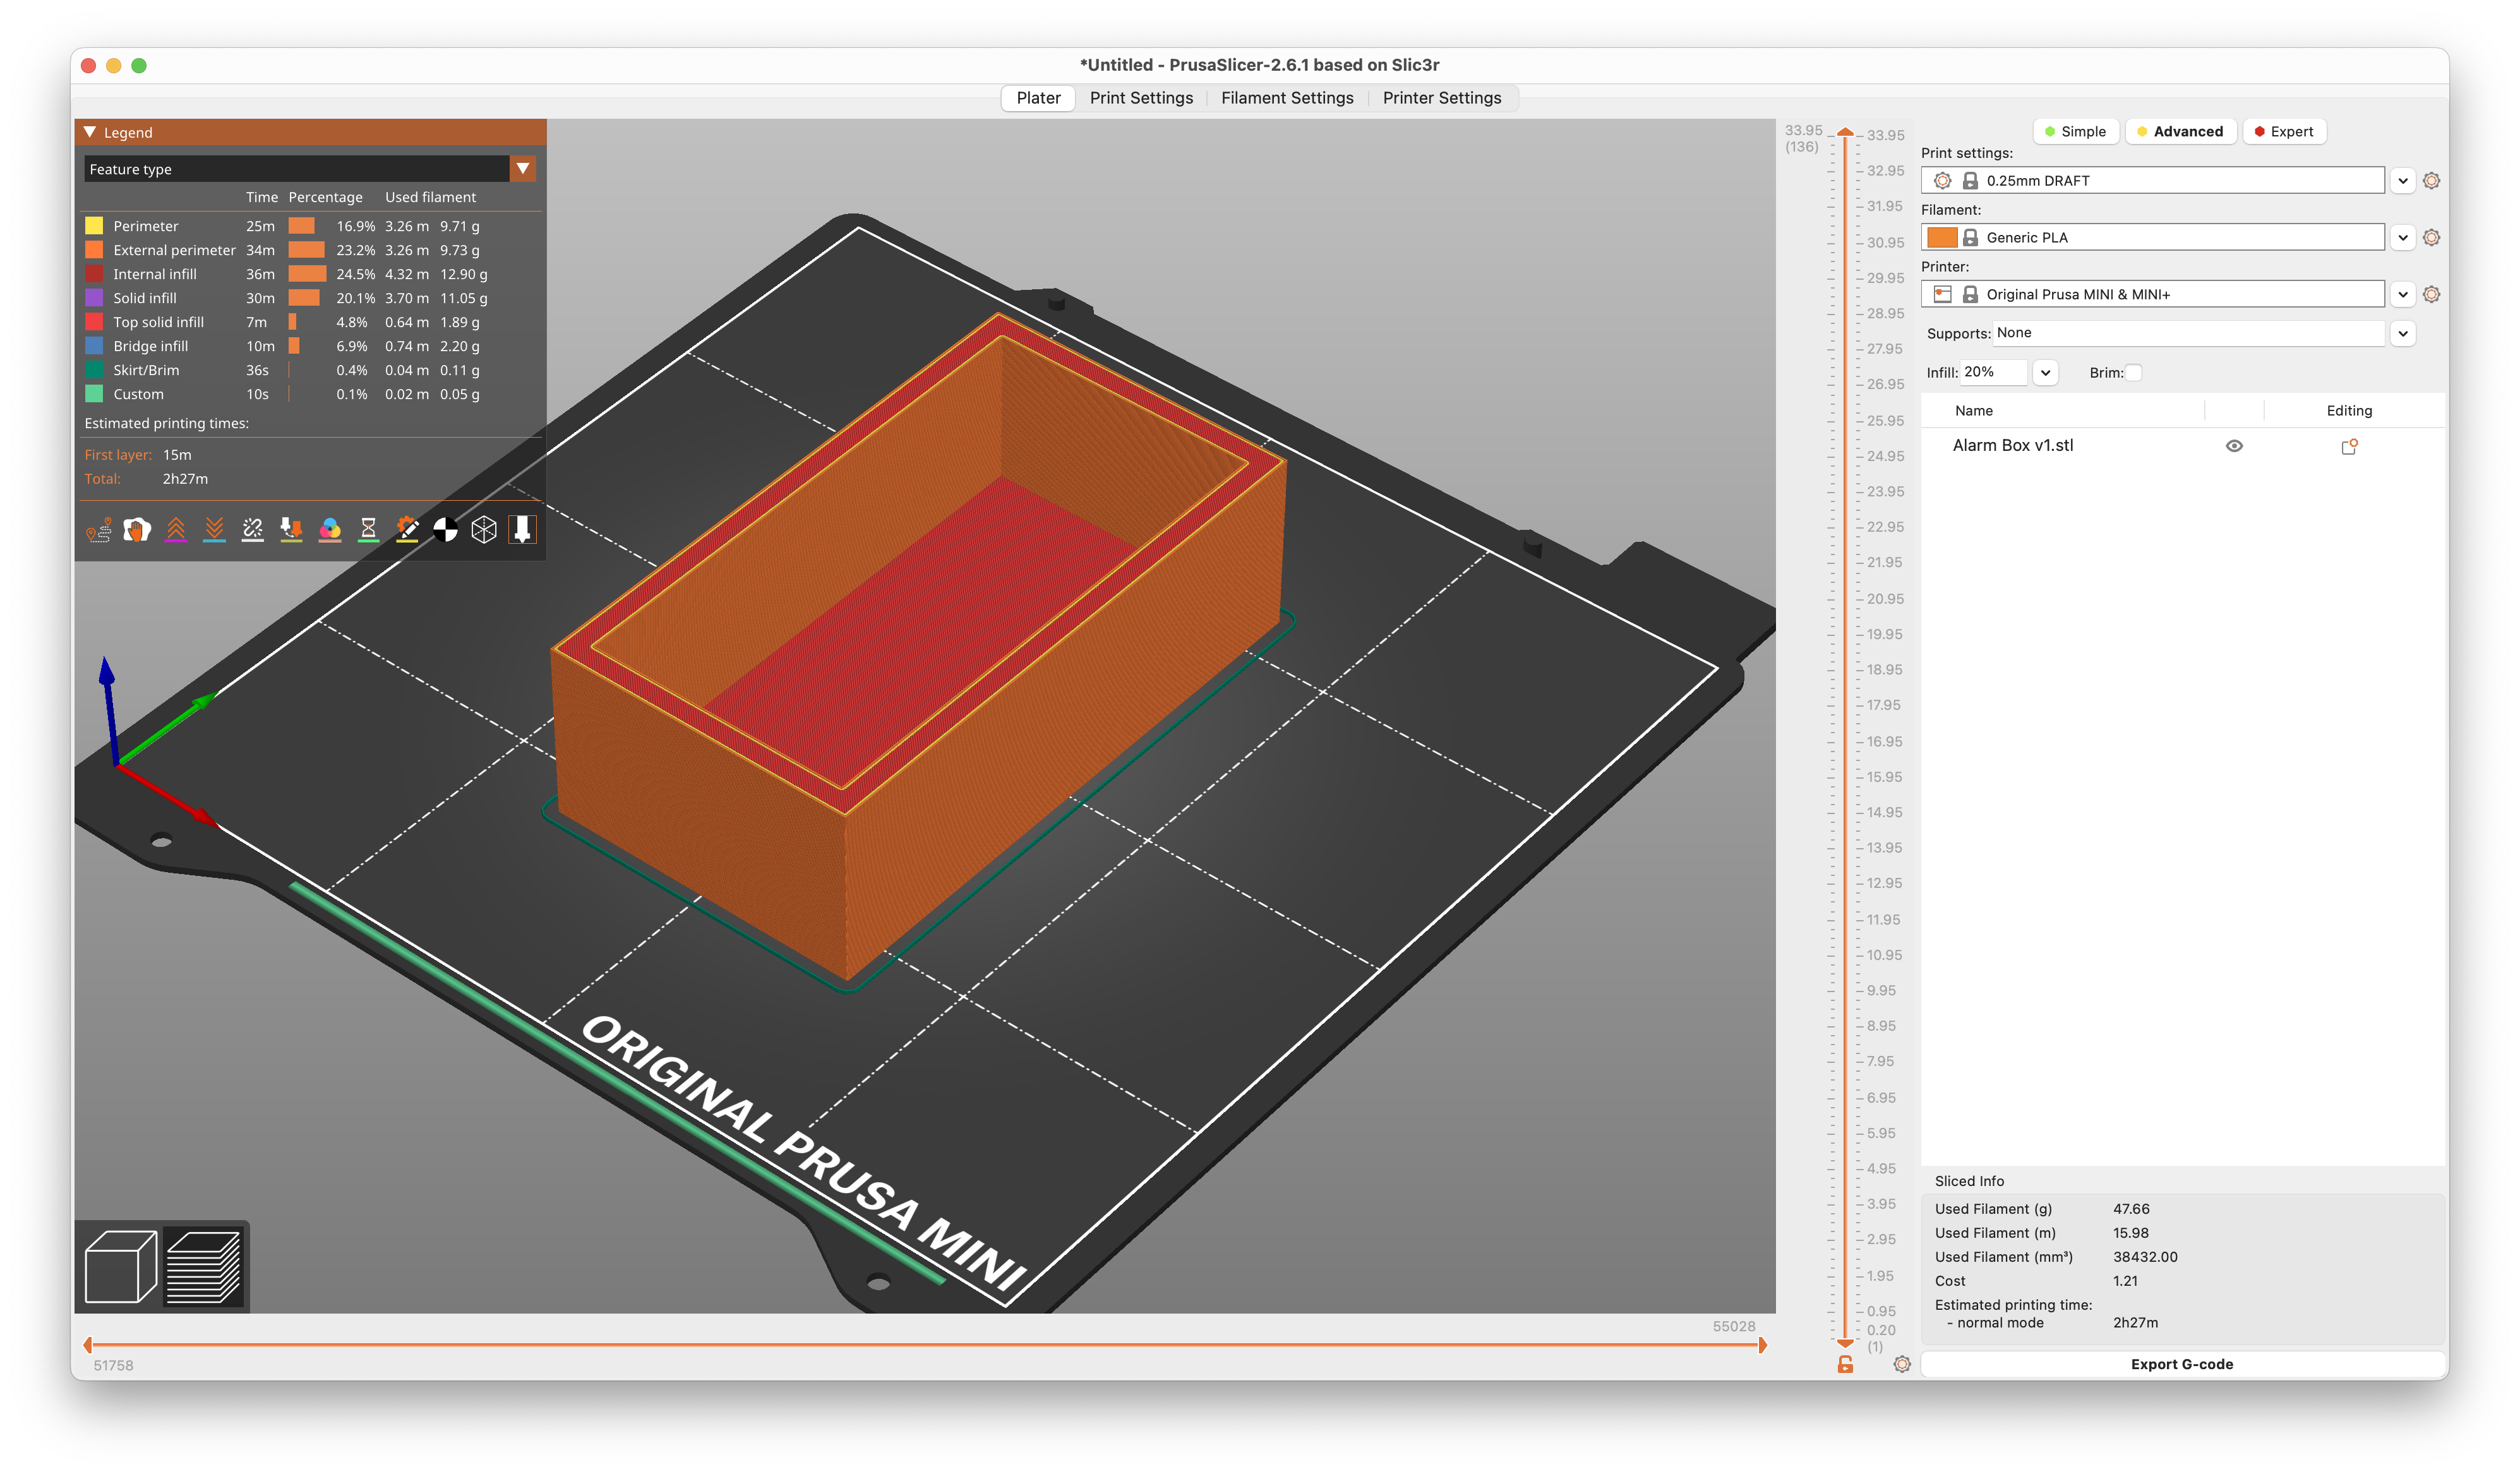 *Untitled - PrusaSlicer-2.6.1 based on Slic3r
Plater Print Settings Filament Settings Printer Settings
Legend
Feature type
Time Percentage Used filament
Perimeter 25m 16.9% 3.26 m 9.71 g
External perimeter 34m 23.2% 3.26 m 9.73 g
Internal infill 36m 24.5% 4.32 m 12.90 g
Solid infill 30m 20.1% 3.70 m 11.05 g
Top solid infill 7m 4.8% 0.64 m 1.89 g
Bridge infill 10m 6.9% 0.74 m 2.20 g
Skirt/Brim 36s 0.4% 0.04 m 0.11 g
Custom 10s 0.1% 0.02 m 0.05 g
Estimated printing times:
First layer: 15m
Total: 2h27m
ORIGINAL PRUSA MINI
55028
51758
33.95
(136)
33.95
32.95
31.95
30.95
29.95
28.95
27.95
26.95
25.95
24.95
23.95
22.95
21.95
20.95
19.95
18.95
17.95
16.95
15.95
14.95
13.95
12.95
11.95
10.95
9.95
8.95
7.95
6.95
5.95
4.95
3.95
2.95
1.95
0.95
0.20
(1)
Simple Advanced Expert
Print settings:
0.25mm DRAFT
Filament:
Generic PLA
Printer:
Original Prusa MINI & MINI+
Supports: None
Infill: 20% Brim:
Name Editing
Alarm Box v1.stl
Sliced Info
Used Filament (g) 47.66
Used Filament (m) 15.98
Used Filament (mm³) 38432.00
Cost 1.21
Estimated printing time:
- normal mode 2h27m
Export G-code